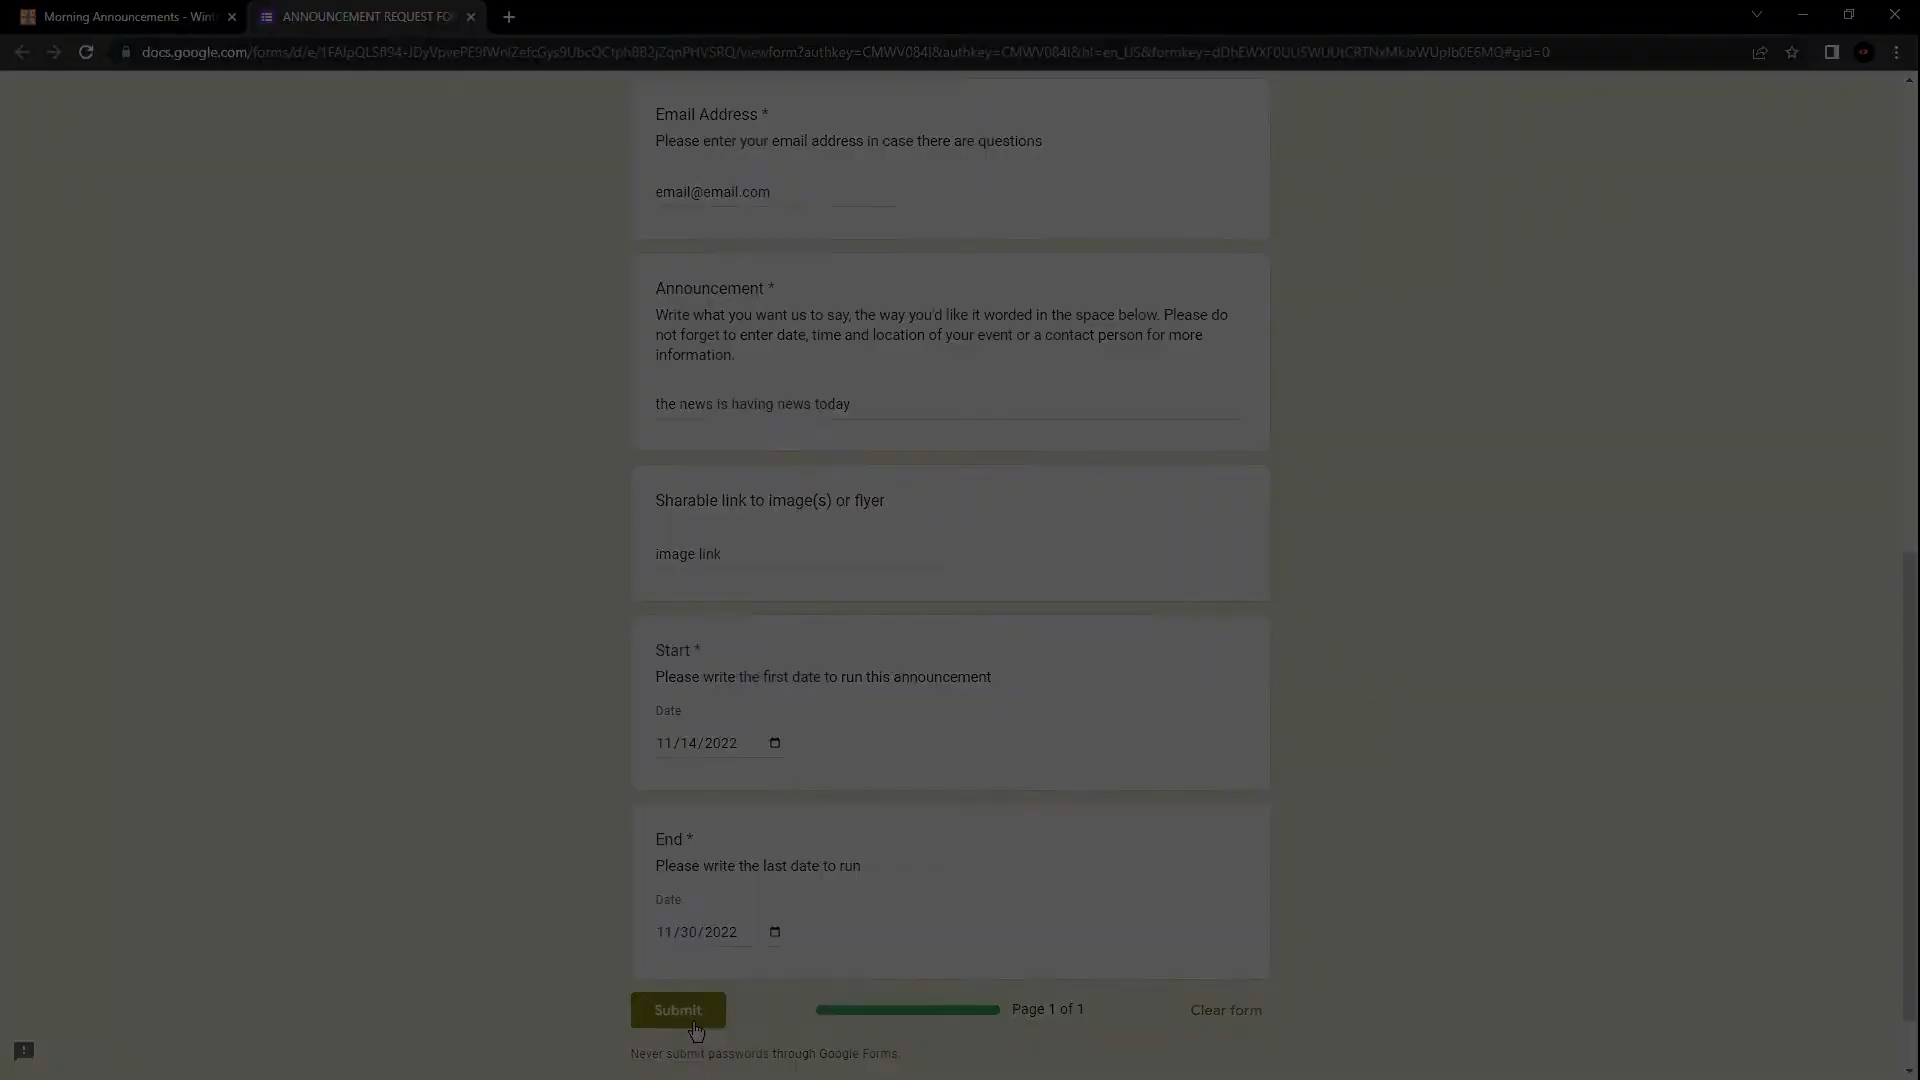 Morning Announcements - Wint
ANNOUNCEMENT REQUEST FO
Email Address *
Please enter your email address in case there are questions
email@email.com
Announcement *
Write what you want us to say, the way you'd like it worded in the space below. Please do
not forget to enter date, time and location of your event or a contact person for more
information.
the news is having news today
Sharable link to image(s) or flyer
image link
Start *
Please write the first date to run this announcement
Date
11/14/2022
End *
Please write the last date to run
Date
11/30/2022
Submit
Page 1 of 1
Clear form
Never submit passwords through Google Forms.